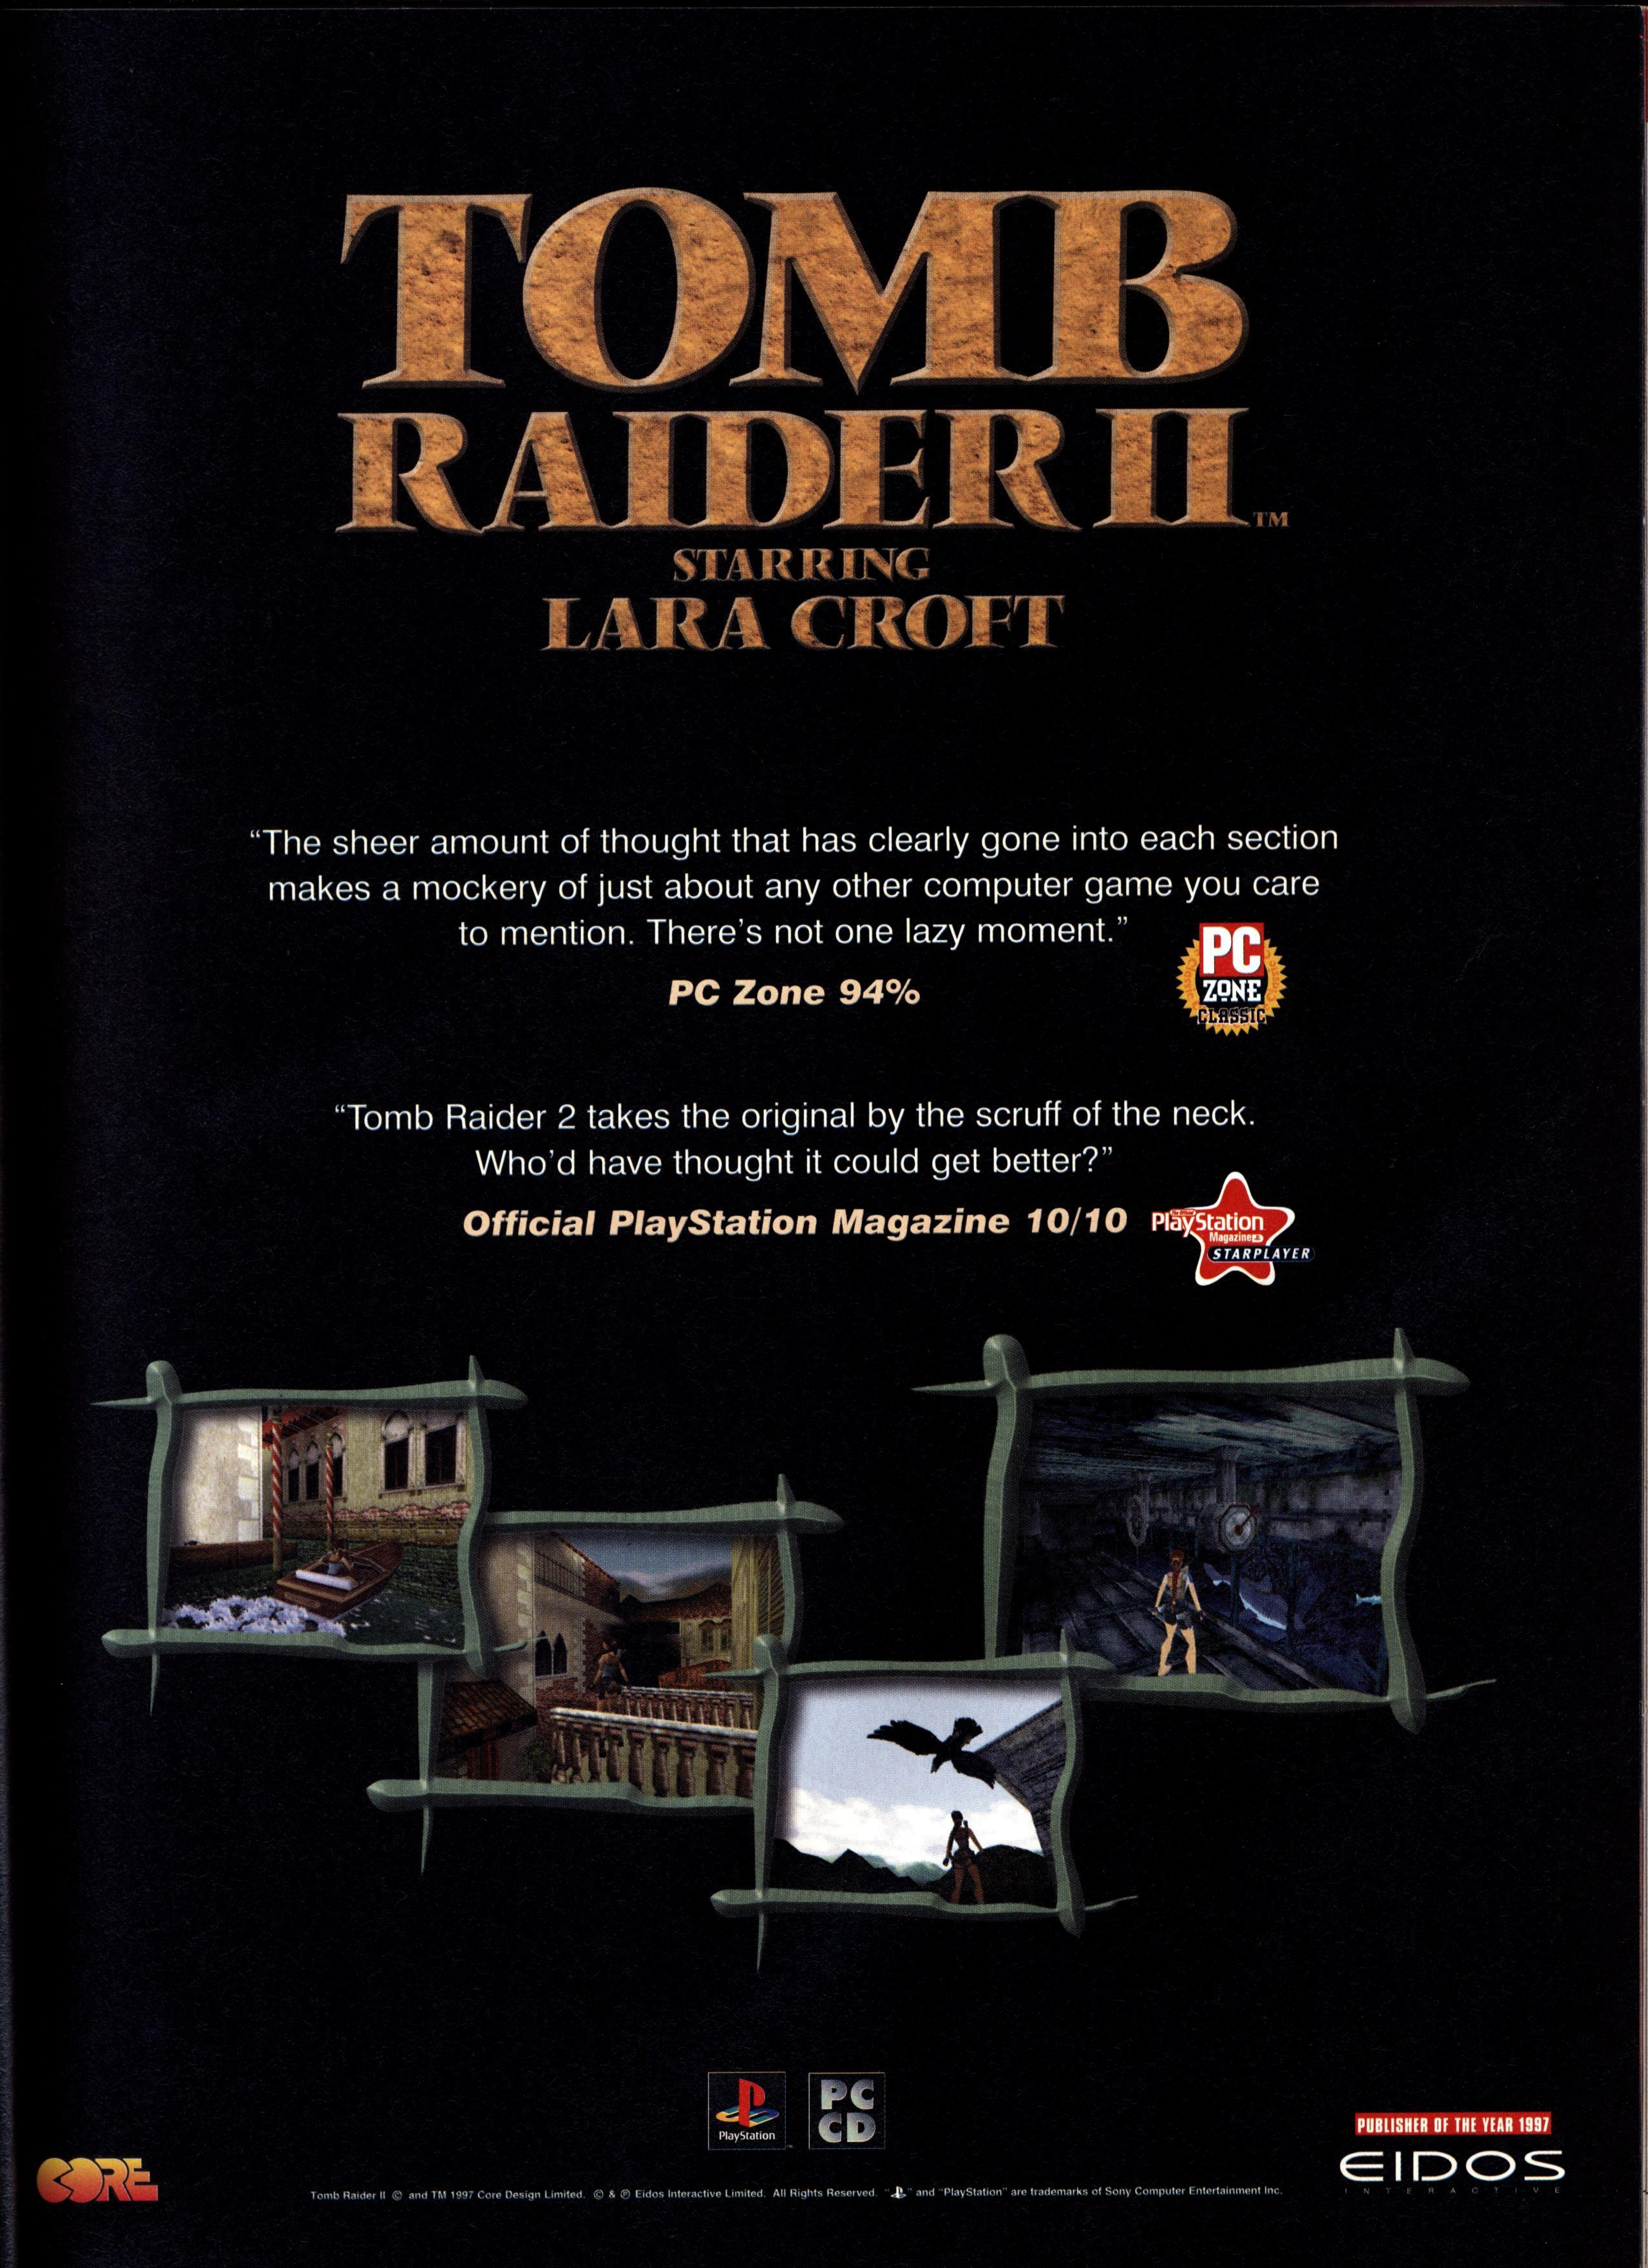 TOMB
RAIDER II™
STARRING
LARA CROFT
“The sheer amount of thought that has clearly gone into each section
makes a mockery of just about any other computer game you care
to mention. There’s not one lazy moment.”
PC Zone 94%
PC
ZONE
CLASSIC
“Tomb Raider 2 takes the original by the scruff of the neck.
Who’d have thought it could get better?”
Official PlayStation Magazine 10/10
PlayStation
Magazine
STARPLAYER
PlayStation
PC
CD
PUBLISHER OF THE YEAR 1997
EIDOS
INTERACTIVE
CORE
Tomb Raider II © and TM 1997 Core Design Limited. © & ℗ Eidos Interactive Limited. All Rights Reserved. “ ” and “PlayStation” are trademarks of Sony Computer Entertainment Inc.